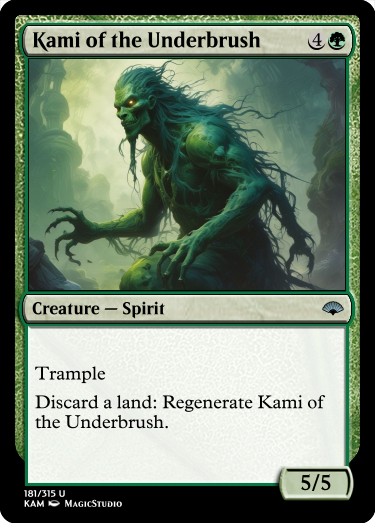 Kami of the Underbrush 4
Creature — Spirit
Trample
Discard a land: Regenerate Kami of
the Underbrush.
5/5
181/315 U
KAM MagicStudio